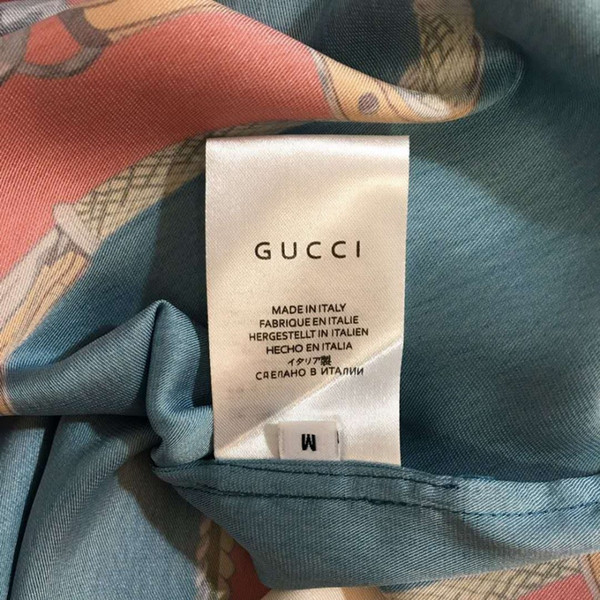 GUCCI
MADE IN ITALY
FABRIQUE EN ITALIE
HERGESTELLT IN ITALIEN
HECHO EN ITALIA
イタリア製
СДЕЛАНО В ИТАЛИИ
M